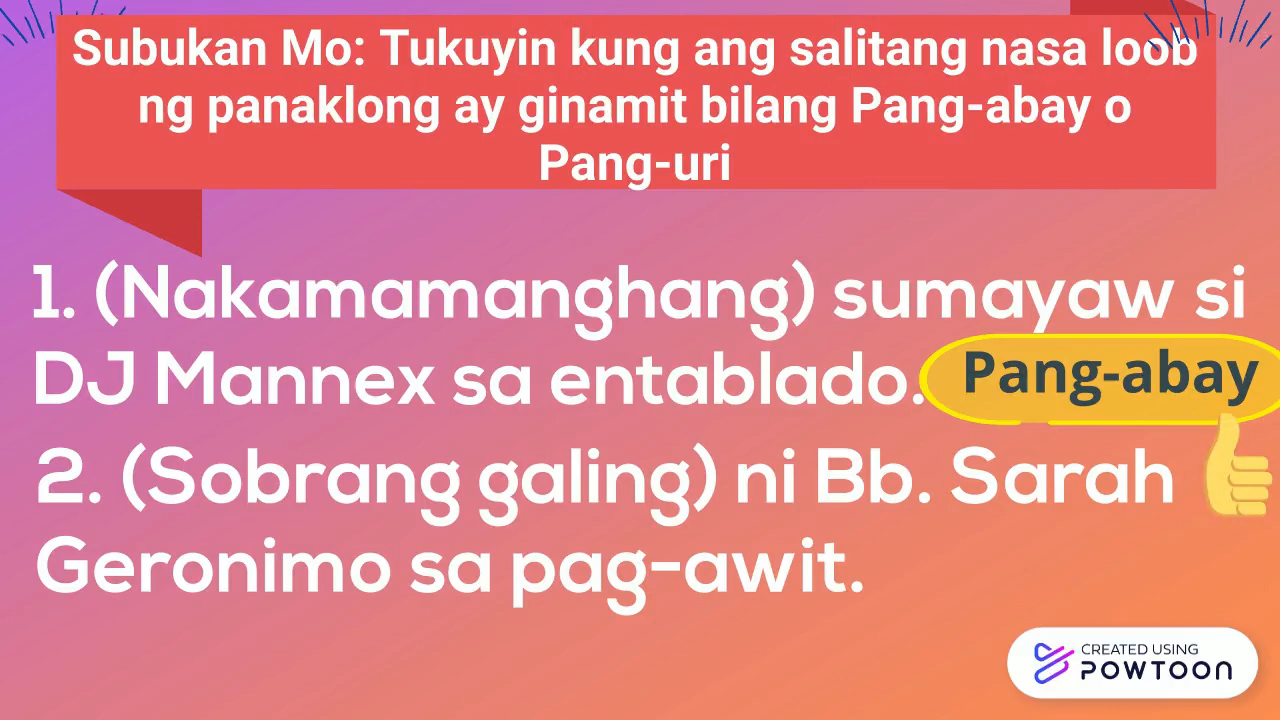 Subukan Mo: Tukuyin kung ang salitang nasa loob
ng panaklong ay ginamit bilang Pang-abay o
Pang-uri
1. (Nakamamanghang) sumayaw si
DJ Mannex sa entablado.
Pang-abay
2. (Sobrang galing) ni Bb. Sarah
Geronimo sa pag-awit.
CREATED USING
POWTOON